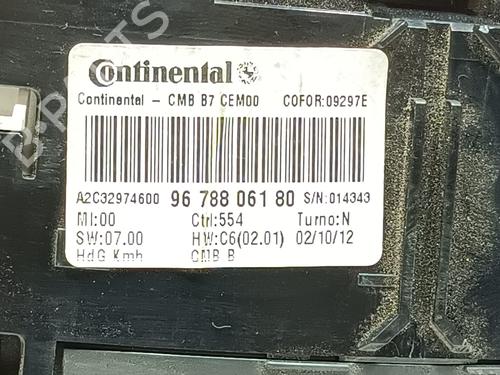 Continental
Continental - CMB B7 CEM00 COFOR:09297E
A2C32974600 96 788 061 80 S/N:014343
MI:00 Ctrl:554 Turno:N
SW:07.00 HW:C6(02.01) 02/10/12
HdG Kmh CMB B